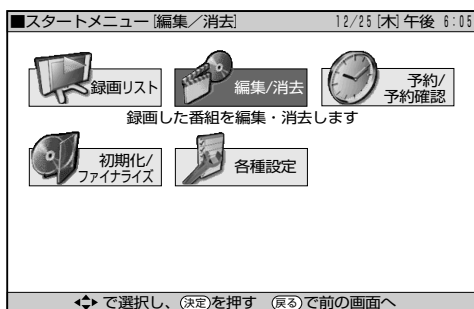 ■スタートメニュー [編集／消去] 12/25 [木] 午後 6:05
録画リスト 編集/消去 予約/
予約確認
録画した番組を編集・消去します
初期化/
ファイナライズ 各種設定
で選択し、決定を押す 戻るで前の画面へ